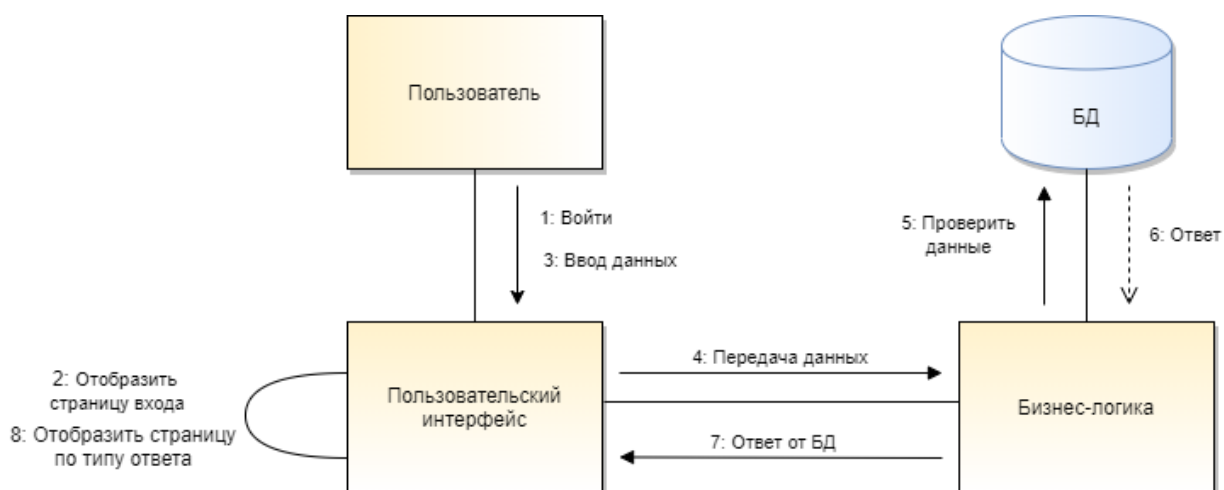 Пользователь
БД
1: Войти
3: Ввод данных
5: Проверить
данные
6: Ответ
2: Отобразить
страницу входа
8: Отобразить страницу
по типу ответа
Пользовательский
интерфейс
4: Передача данных
7: Ответ от БД
Бизнес-логика